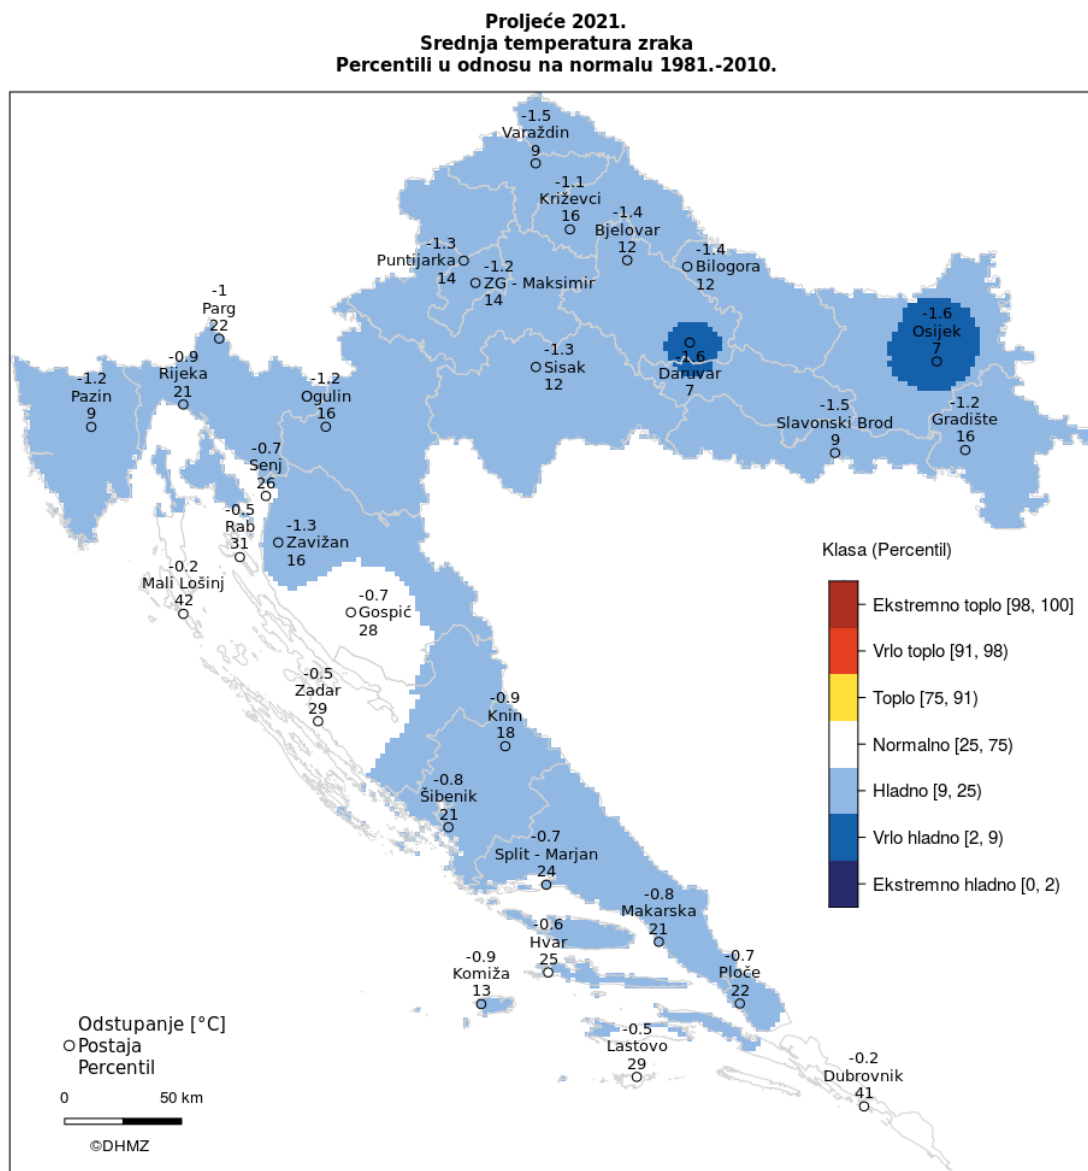 Proljeće 2021.
Srednja temperatura zraka
Percentili u odnosu na normalu 1981.-2010.
-1.5
Varaždin
9
-1.1
Križevci
16
-1.4
Bjelovar
12
-1.3
Puntijarka
14
-1.2
ZG - Maksimir
14
-1.4
Bilogora
12
-1
Parg
22
-1.6
Osijek
7
-0.9
Rijeka
21
-1.2
Pazin
9
-1.2
Ogulin
16
-1.3
Sisak
12
-1.6
Daruvar
7
-1.5
Slavonski Brod
9
-1.2
Gradište
16
-0.7
Senj
26
-0.5
Rab
31
-1.3
Zavižan
16
-0.2
Mali Lošinj
42
-0.7
Gospić
28
-0.5
Zadar
29
-0.9
Knin
18
-0.8
Šibenik
21
-0.7
Split - Marjan
24
-0.8
Makarska
21
-0.6
Hvar
25
-0.9
Komiža
13
-0.7
Ploče
22
-0.5
Lastovo
29
-0.2
Dubrovnik
41
Klasa (Percentil)
Ekstremno toplo [98, 100]
Vrlo toplo [91, 98)
Toplo [75, 91)
Normalno [25, 75)
Hladno [9, 25)
Vrlo hladno [2, 9)
Ekstremno hladno [0, 2)
Odstupanje [°C]
Postaja
Percentil
0 50 km
©DHMZ